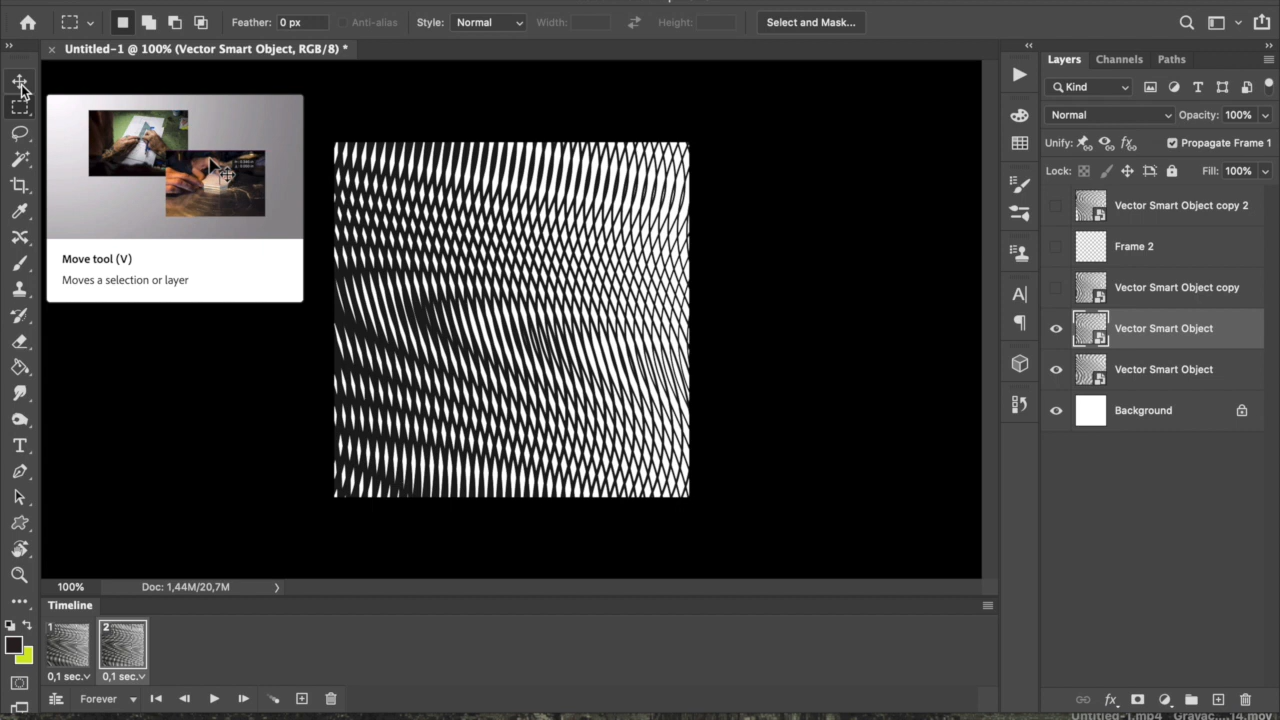 Feather: 0 px Anti-alias Style: Normal Width: Height: Select and Mask...
Untitled-1 @ 100% (Vector Smart Object, RGB/8) *
Move tool (V)
Moves a selection or layer
100% Doc: 1,44M/20,7M
Timeline
1 2
0,1 sec. 0,1 sec.
Forever
Layers Channels Paths
Kind
Normal Opacity: 100%
Unify: Propagate Frame 1
Lock: Fill: 100%
Vector Smart Object copy 2
Frame 2
Vector Smart Object copy
Vector Smart Object
Vector Smart Object
Background
Untitled-1.mp4